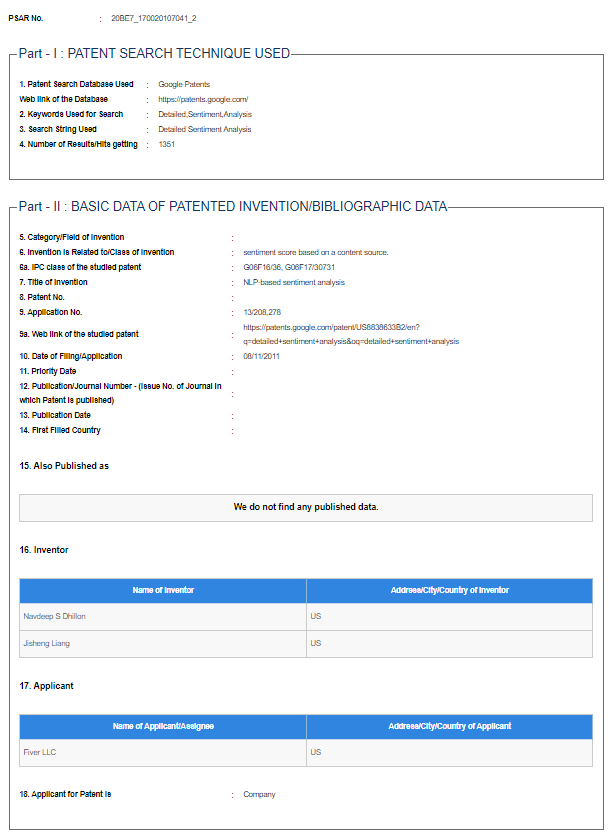 PSAR No. : 20BE7_170020107041_2
Part - I : PATENT SEARCH TECHNIQUE USED
1. Patent Search Database Used : Google Patents
Web link of the Database : https://patents.google.com/
2. Keywords Used for Search : Detailed,Sentiment,Analysis
3. Search String Used : Detailed Sentiment Analysis
4. Number of Results/Hits getting : 1351
Part - II : BASIC DATA OF PATENTED INVENTION/BIBLIOGRAPHIC DATA
5. Category/Field of Invention :
6. Invention is Related to/Class of Invention : sentiment score based on a content source.
6a. IPC class of the studied patent : G06F16/36, G06F17/30731
7. Title of Invention : NLP-based sentiment analysis
8. Patent No. :
9. Application No. : 13/208,278
9a. Web link of the studied patent : https://patents.google.com/patent/US8838633B2/en?
q=detailed+sentiment+analysis&oq=detailed+sentiment+analysis
10. Date of Filing/Application : 08/11/2011
11. Priority Date :
12. Publication/Journal Number - (Issue No. of Journal in
which Patent is published) :
13. Publication Date :
14. First Filled Country :
15. Also Published as
We do not find any published data.
16. Inventor
Name of Inventor Address/City/Country of Inventor
Navdeep S Dhillon US
Jisheng Liang US
17. Applicant
Name of Applicant/Assignee Address/City/Country of Applicant
Fiver LLC US
18. Applicant for Patent is : Company